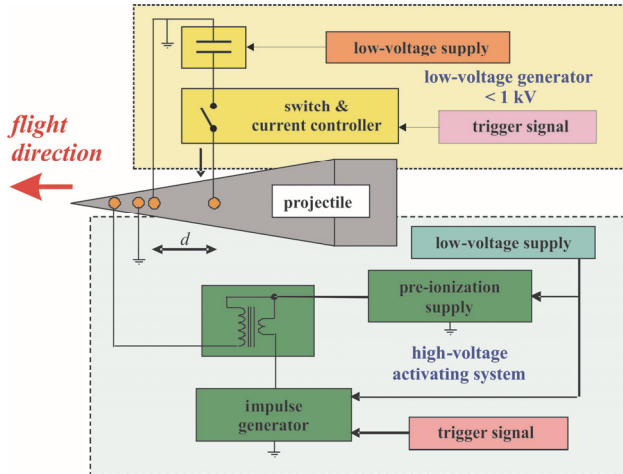 low-voltage supply
low-voltage generator
< 1 kV
switch &
current controller
trigger signal
flight
direction
projectile
d
low-voltage supply
pre-ionization
supply
high-voltage
activating system
impulse
generator
trigger signal